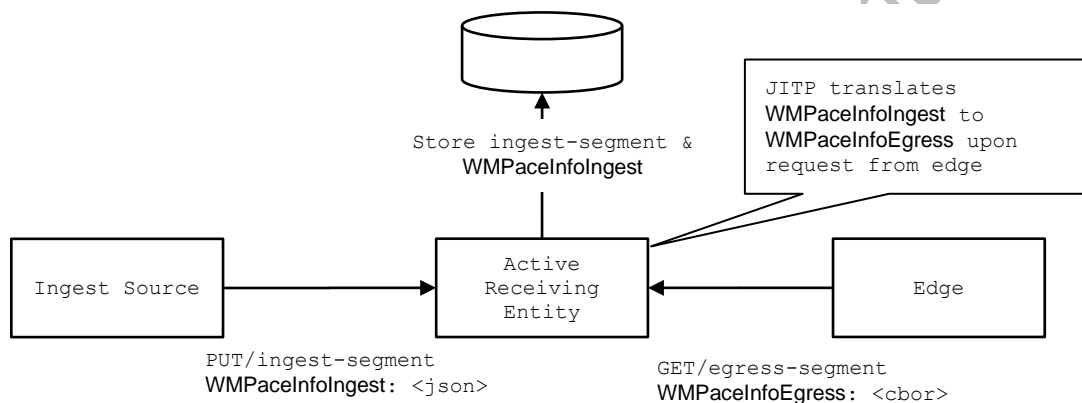 JITP translates
WMPaceInfoIngest to
WMPaceInfoEgress upon
request from edge
Store ingest-segment &
WMPaceInfoIngest
Ingest Source
Active
Receiving
Entity
Edge
PUT/ingest-segment
WMPaceInfoIngest: <json>
GET/egress-segment
WMPaceInfoEgress: <cbor>